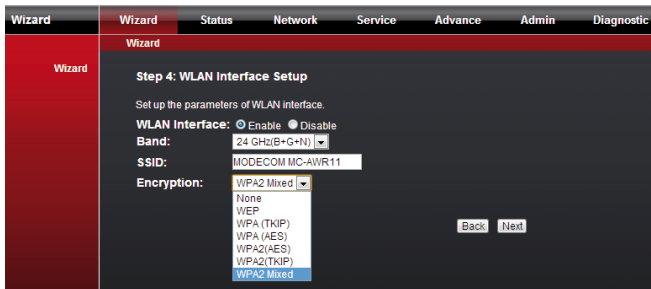 Wizard Wizard Status Network Service Advance Admin Diagnostic
Wizard
Wizard
Step 4: WLAN Interface Setup
Set up the parameters of WLAN interface.
WLAN Interface: Enable Disable
Band: 24 GHz(B+G+N)
SSID: MODECOM MC-AWR11
Encryption: WPA2 Mixed
None
WEP
WPA (TKIP)
WPA (AES)
WPA2(AES)
WPA2(TKIP)
WPA2 Mixed
Back Next